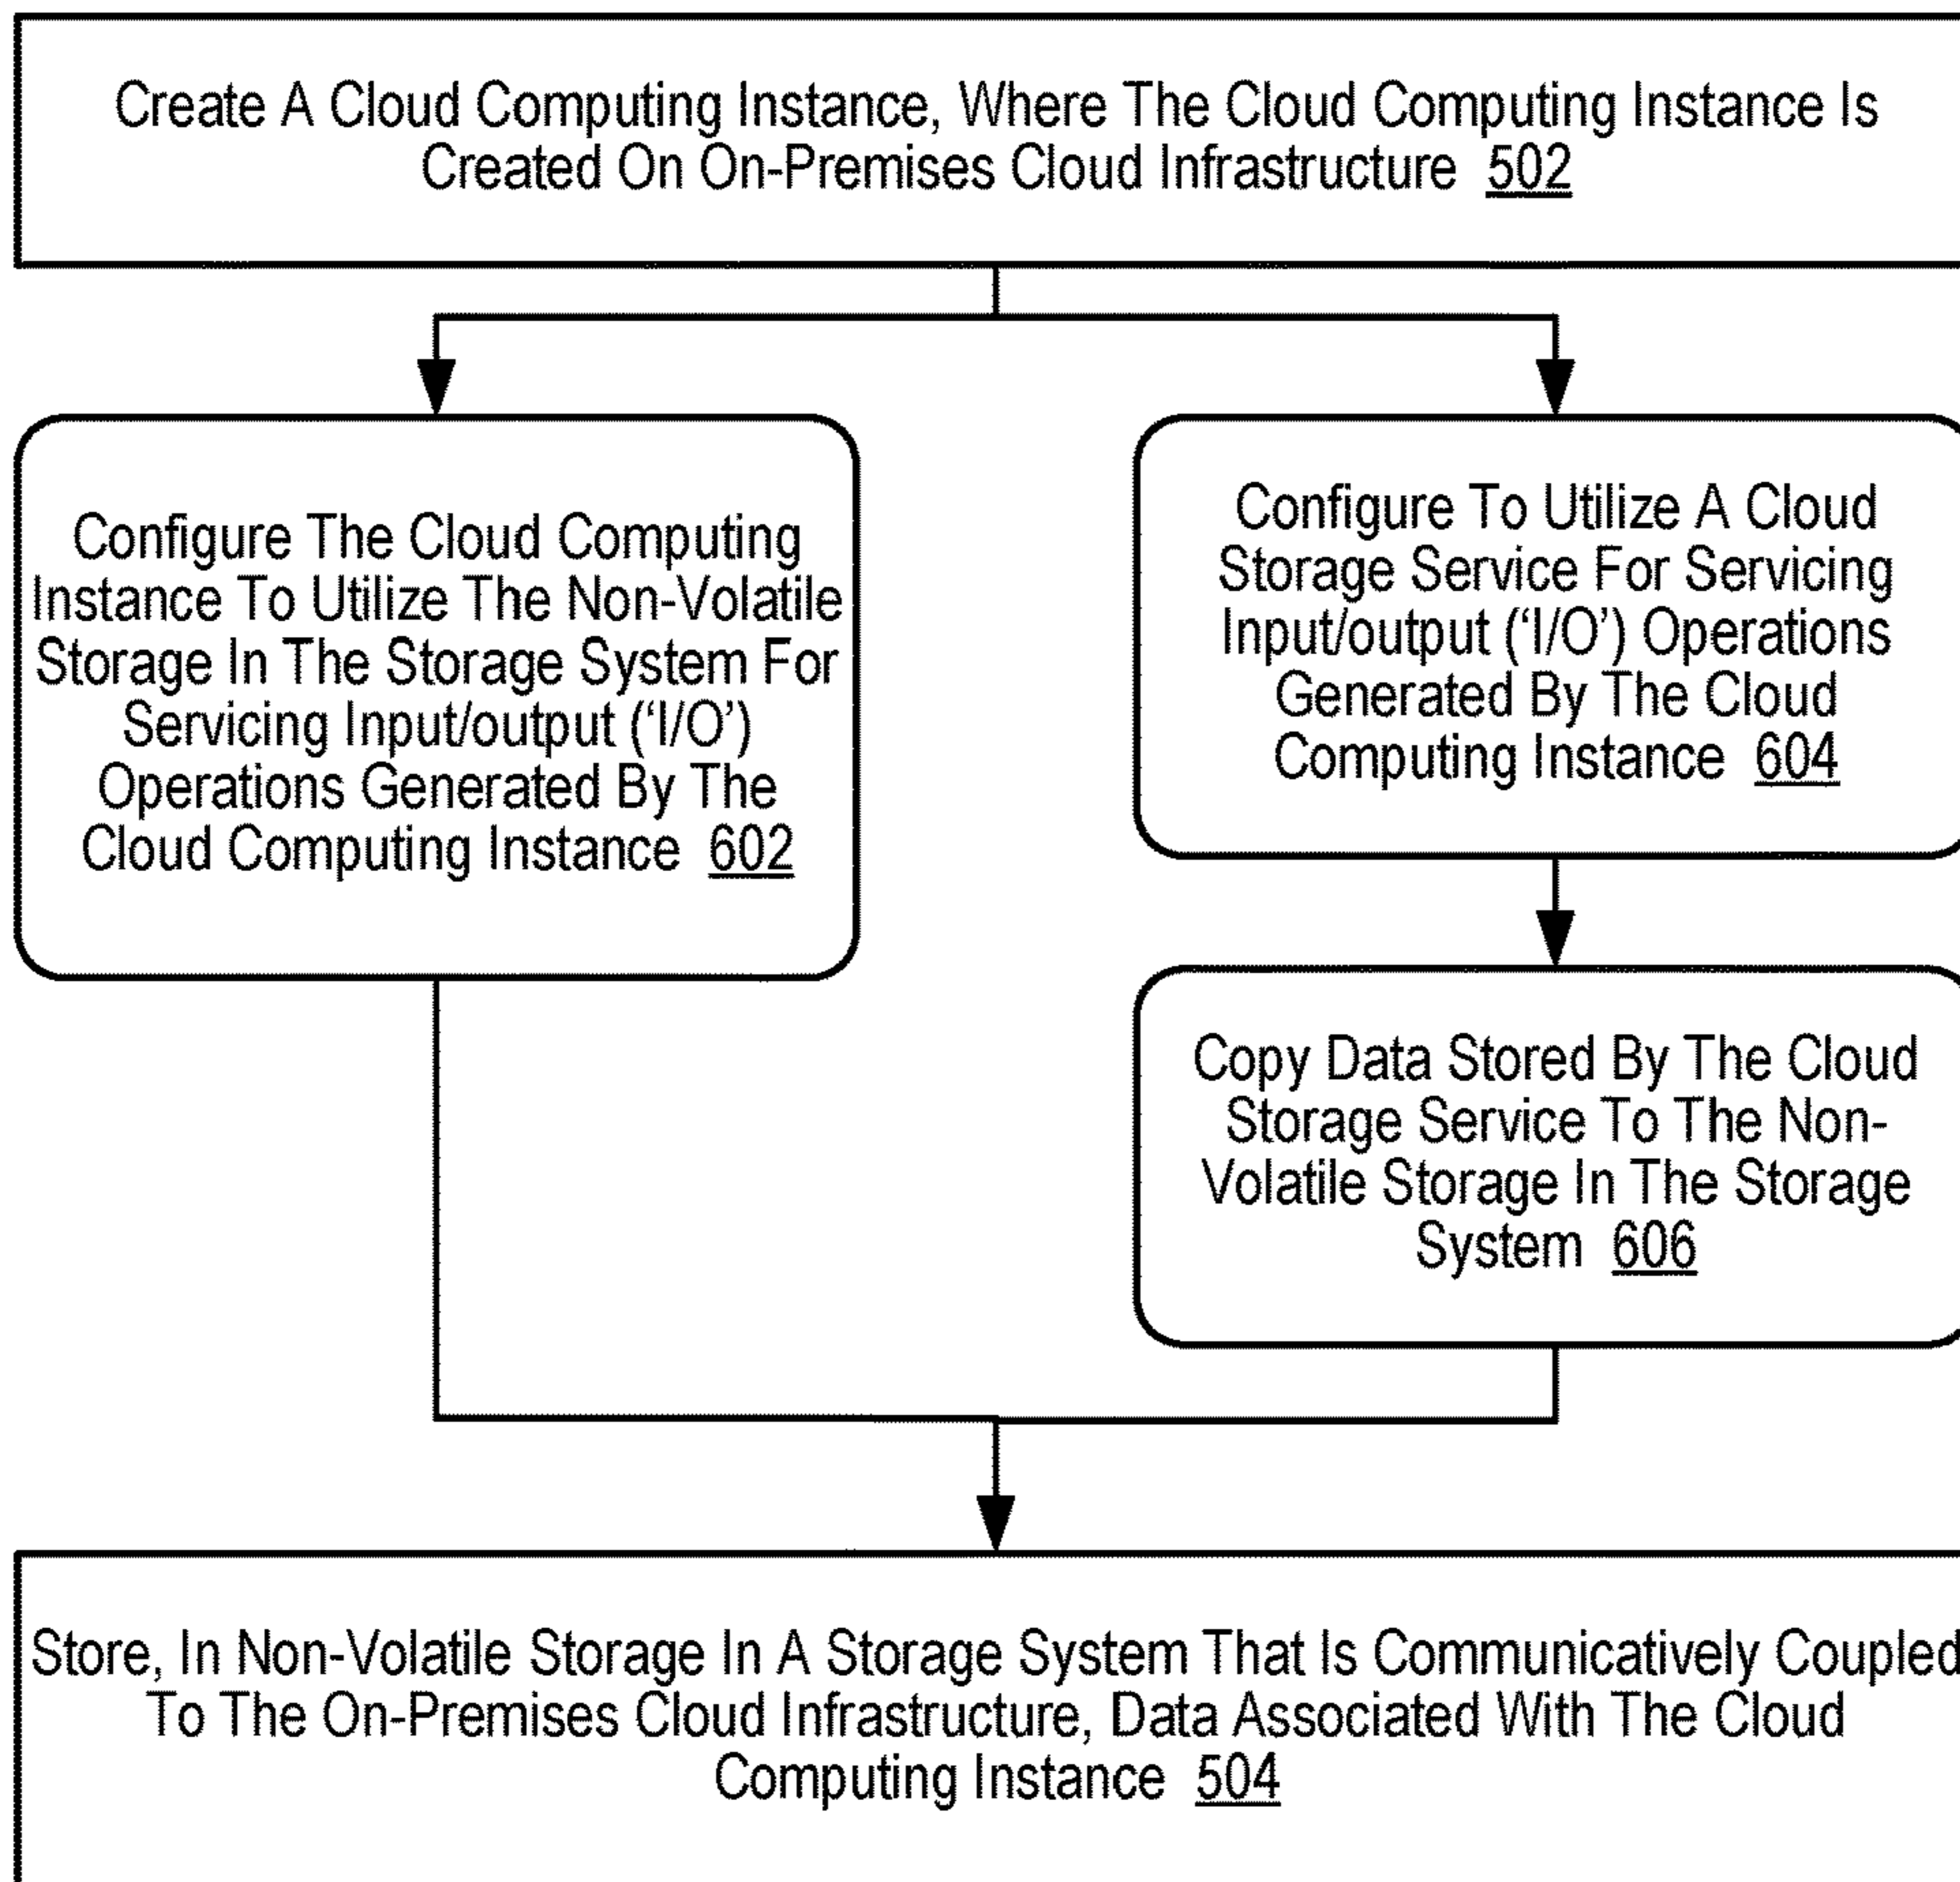 Create A Cloud Computing Instance, Where The Cloud Computing Instance Is
Created On On-Premises Cloud Infrastructure 502
Configure The Cloud Computing
Instance To Utilize The Non-Volatile
Storage In The Storage System For
Servicing Input/output (‘I/O’)
Operations Generated By The
Cloud Computing Instance 602
Configure To Utilize A Cloud
Storage Service For Servicing
Input/output (‘I/O’) Operations
Generated By The Cloud
Computing Instance 604
Copy Data Stored By The Cloud
Storage Service To The Non-
Volatile Storage In The Storage
System 606
Store, In Non-Volatile Storage In A Storage System That Is Communicatively Coupled
To The On-Premises Cloud Infrastructure, Data Associated With The Cloud
Computing Instance 504